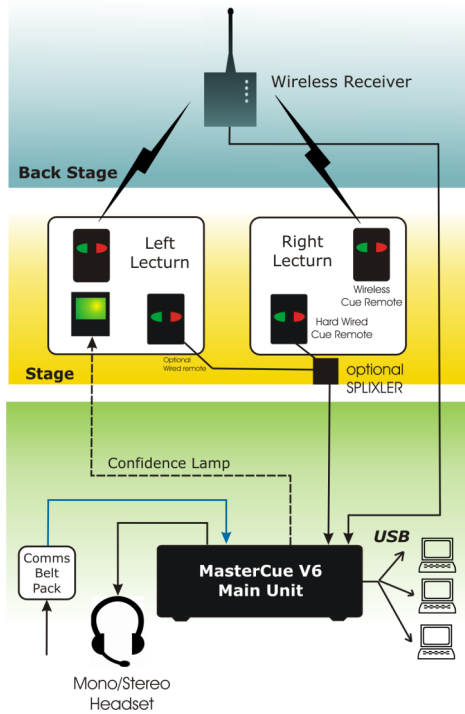 Wireless Receiver
Back Stage
Left
Lecturn
Right
Lecturn
Wireless
Cue Remote
Hard Wired
Cue Remote
Optional
Wired remote
optional
SPLIXLER
Stage
Confidence Lamp
USB
Comms
Belt
Pack
MasterCue V6
Main Unit
Mono/Stereo
Headset